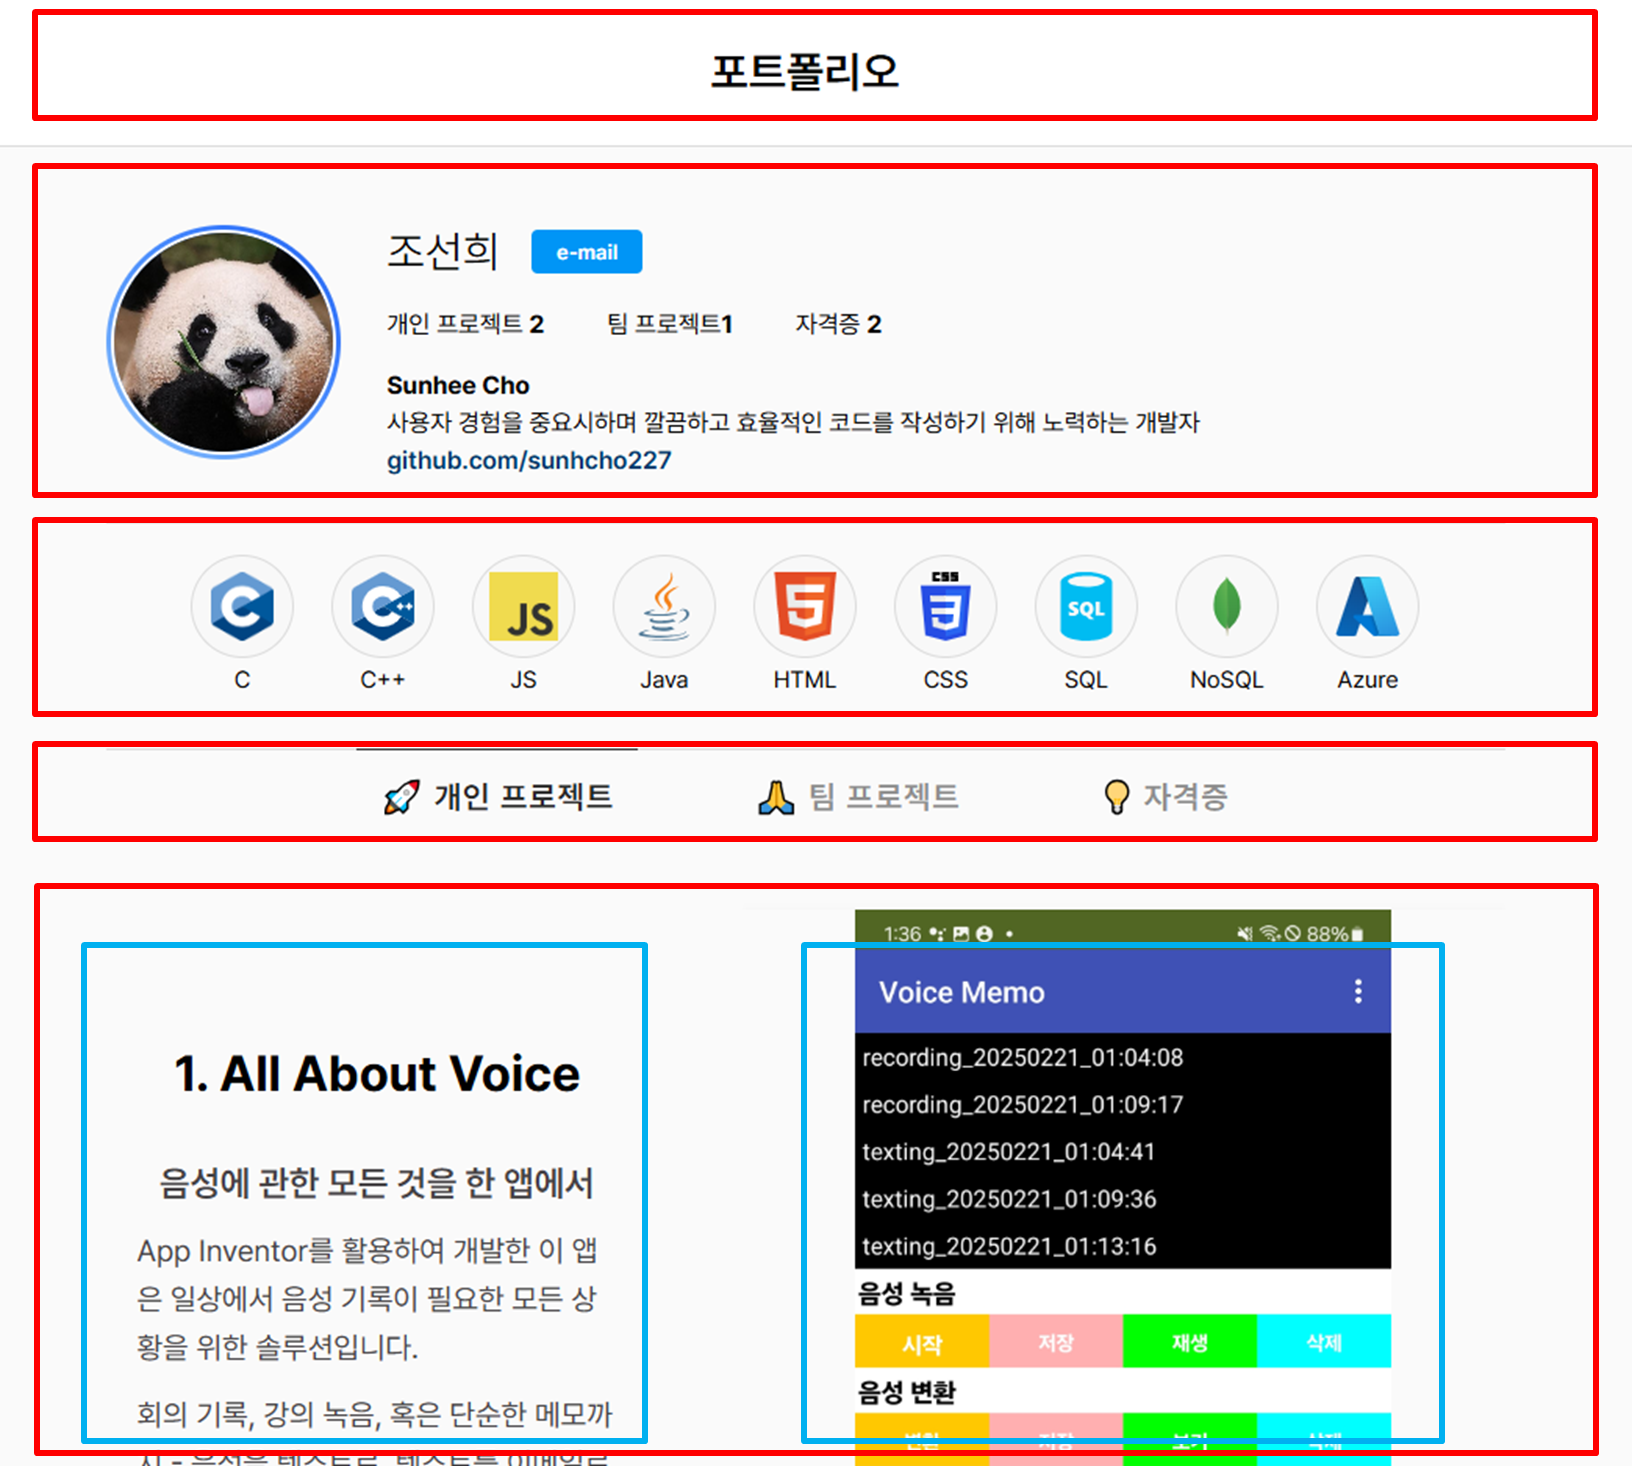 포트폴리오
조선희 e-mail
개인 프로젝트 2 팀 프로젝트1 자격증 2
Sunhee Cho
사용자 경험을 중요시하며 깔끔하고 효율적인 코드를 작성하기 위해 노력하는 개발자
github.com/sunhcho227
C C++ JS SQL CSS
C C++ JS Java HTML CSS SQL NoSQL Azure
개인 프로젝트 팀 프로젝트 자격증
1. All About Voice
음성에 관한 모든 것을 한 앱에서
App Inventor를 활용하여 개발한 이 앱
은 일상에서 음성 기록이 필요한 모든 상
황을 위한 솔루션입니다.
회의 기록, 강의 녹음, 혹은 단순한 메모까
1:36 88%
Voice Memo
recording_20250221_01:04:08
recording_20250221_01:09:17
texting_20250221_01:04:41
texting_20250221_01:09:36
texting_20250221_01:13:16
음성 녹음
시작 저장 재생 삭제
음성 변환